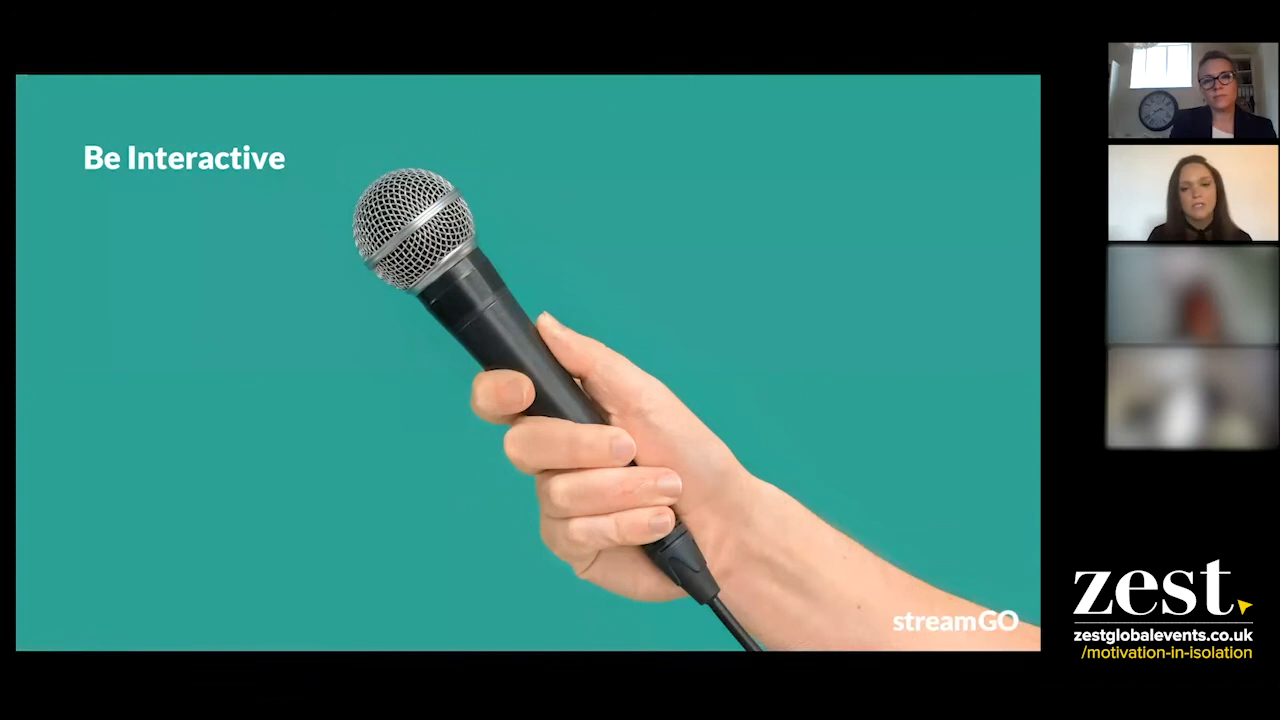 Be Interactive
streamGO
zest.
zestglobalevents.co.uk
/motivation-in-isolation